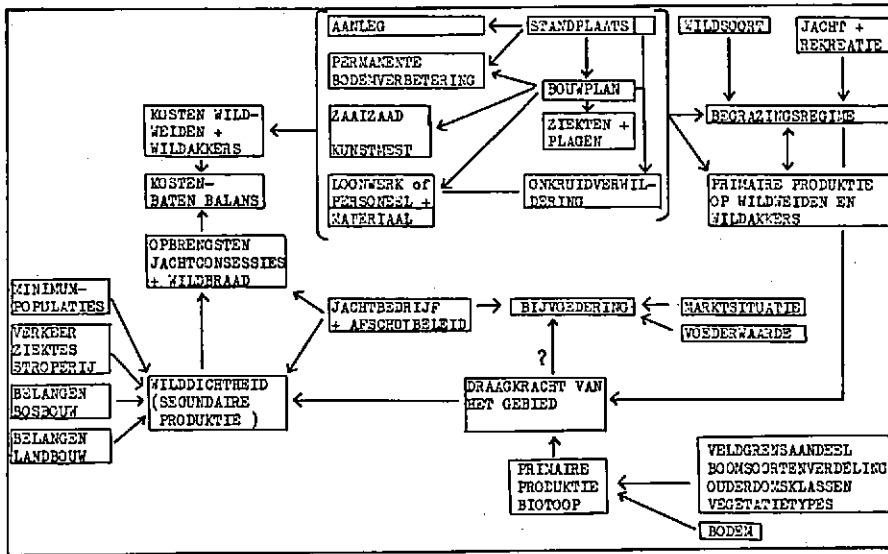 AANLEG
STANDPLAATS
WILDSOORT
JACHT +
REKREATIE
PERMANENTE
BODENVERBETERING
BOUWPLAN
BEGRAZINGSREGIME
KOSTEN WILD-
WEIDEN +
WILDAKKERS
ZAAIZAAD
KUNSTMEST
ZIEKTEN +
PLAGEN
KOSTEN-
BATEN BALANS
LOONWERK of
PERSONEEL +
MATERIAAL
ONKRUIDVERWIL-
DERING
PRIMAIRE PRODUKTIE
OP WILDWEIDEN EN
WILDAKKERS
OPBRENGSTEN
JACHTCONSESSIES
+ WILDBRAAD
MINIMUM-
POPULATIES
JACHTBEDRIJF
+ AFSCHOTBELEID
BIJVOEDERING
MARKTSITUATIE
VOEDERWAARDE
VERKEER
ZIEKTES
STROPERIJ
?
WILDDICHTHEID
(SECUNDAIRE
PRODUKTIE )
DRAAGKRACHT VAN
HET GEBIED
BELANGEN
BOSBOUW
BELANGEN
LANDBOUW
PRIMAIRE
PRODUKTIE
BIOTOOP
VELDGRENSAANDEEL
BOOMSOORTENVERDELING
OUDERDOMSKLASSEN
VEGETATIETYPES
BODEM